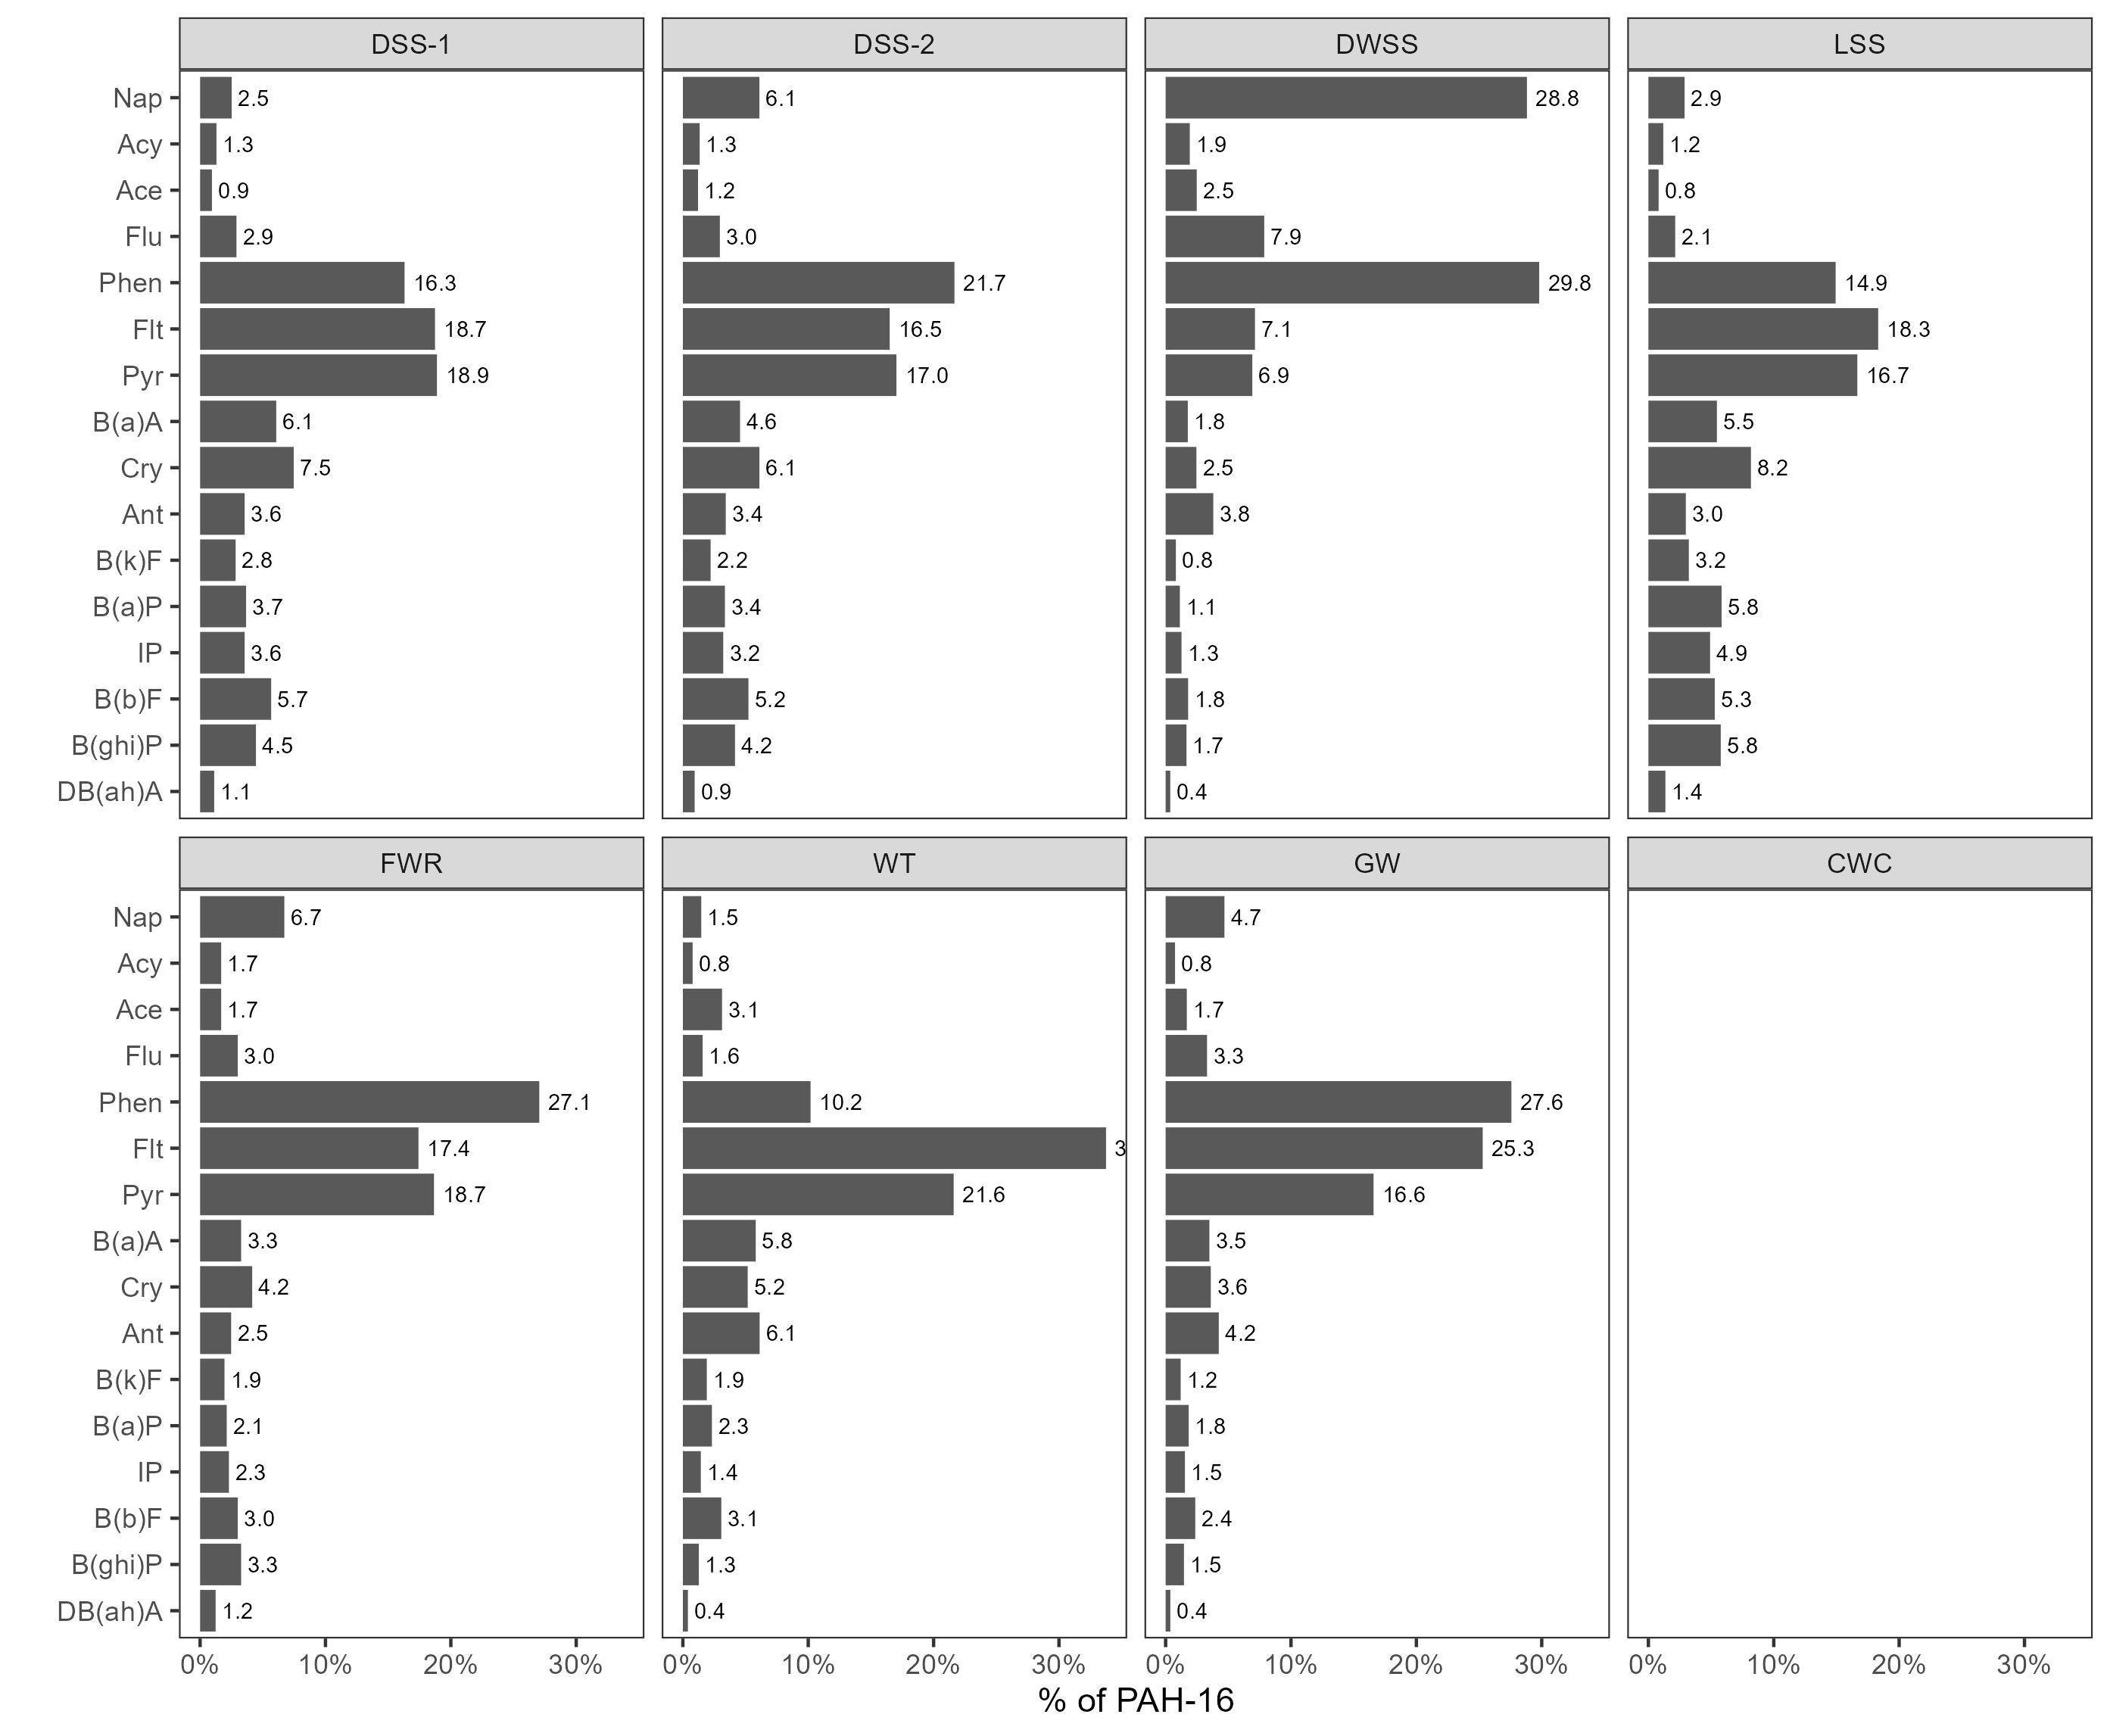 DSS-1 DSS-2 DWSS LSS
Nap 2.5 6.1 28.8 2.9
Acy 1.3 1.3 1.9 1.2
Ace 0.9 1.2 2.5 0.8
Flu 2.9 3.0 7.9 2.1
Phen 16.3 21.7 29.8 14.9
Flt 18.7 16.5 7.1 18.3
Pyr 18.9 17.0 6.9 16.7
B(a)A 6.1 4.6 1.8 5.5
Cry 7.5 6.1 2.5 8.2
Ant 3.6 3.4 3.8 3.0
B(k)F 2.8 2.2 0.8 3.2
B(a)P 3.7 3.4 1.1 5.8
IP 3.6 3.2 1.3 4.9
B(b)F 5.7 5.2 1.8 5.3
B(ghi)P 4.5 4.2 1.7 5.8
DB(ah)A 1.1 0.9 0.4 1.4
FWR WT GW CWC
Nap 6.7 1.5 4.7
Acy 1.7 0.8 0.8
Ace 1.7 3.1 1.7
Flu 3.0 1.6 3.3
Phen 27.1 10.2 27.6
Flt 17.4 3 25.3
Pyr 18.7 21.6 16.6
B(a)A 3.3 5.8 3.5
Cry 4.2 5.2 3.6
Ant 2.5 6.1 4.2
B(k)F 1.9 1.9 1.2
B(a)P 2.1 2.3 1.8
IP 2.3 1.4 1.5
B(b)F 3.0 3.1 2.4
B(ghi)P 3.3 1.3 1.5
DB(ah)A 1.2 0.4 0.4
0% 10% 20% 30% 0% 10% 20% 30% 0% 10% 20% 30% 0% 10% 20% 30%
% of PAH-16